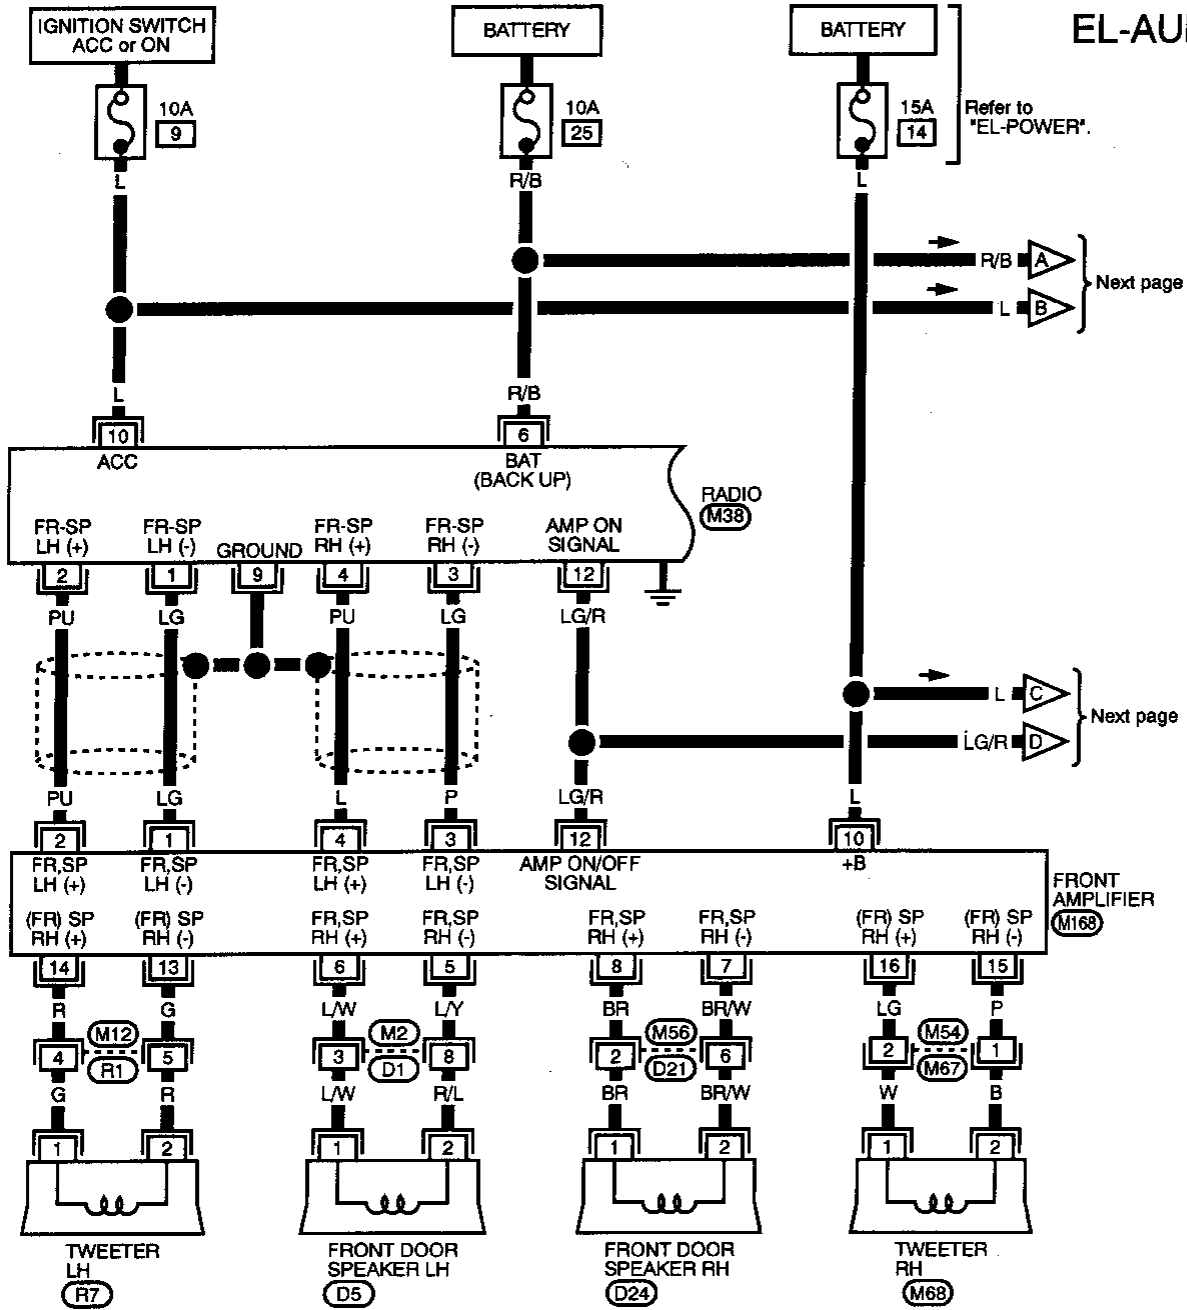 IGNITION SWITCH
ACC or ON
BATTERY
BATTERY
EL-AU
10A
9
10A
25
15A
14
Refer to
"EL-POWER".
L
R/B
L
R/B
A
L
B
Next page
L
R/B
10
6
ACC
BAT
(BACK UP)
RADIO
M38
FR-SP
LH (+)
FR-SP
LH (-)
GROUND
FR-SP
RH (+)
FR-SP
RH (-)
AMP ON
SIGNAL
2
1
9
4
3
12
PU
LG
PU
LG
LG/R
L
C
LG/R
D
Next page
PU
LG
L
P
LG/R
L
2
1
4
3
12
10
FR,SP
LH (+)
FR,SP
LH (-)
FR,SP
LH (+)
FR,SP
LH (-)
AMP ON/OFF
SIGNAL
+B
FRONT
AMPLIFIER
M168
(FR) SP
RH (+)
(FR) SP
RH (-)
FR,SP
RH (+)
FR,SP
RH (-)
FR,SP
RH (+)
FR,SP
RH (-)
(FR) SP
RH (+)
(FR) SP
RH (-)
14
13
6
5
8
7
16
15
R
G
L/W
L/Y
BR
BR/W
LG
P
4
M12
R1
5
3
M2
D1
8
2
M56
D21
6
2
M54
M67
1
G
R
L/W
R/L
BR
BR/W
W
B
1
2
1
2
1
2
1
2
TWEETER
LH
R7
FRONT DOOR
SPEAKER LH
D5
FRONT DOOR
SPEAKER RH
D24
TWEETER
RH
M68